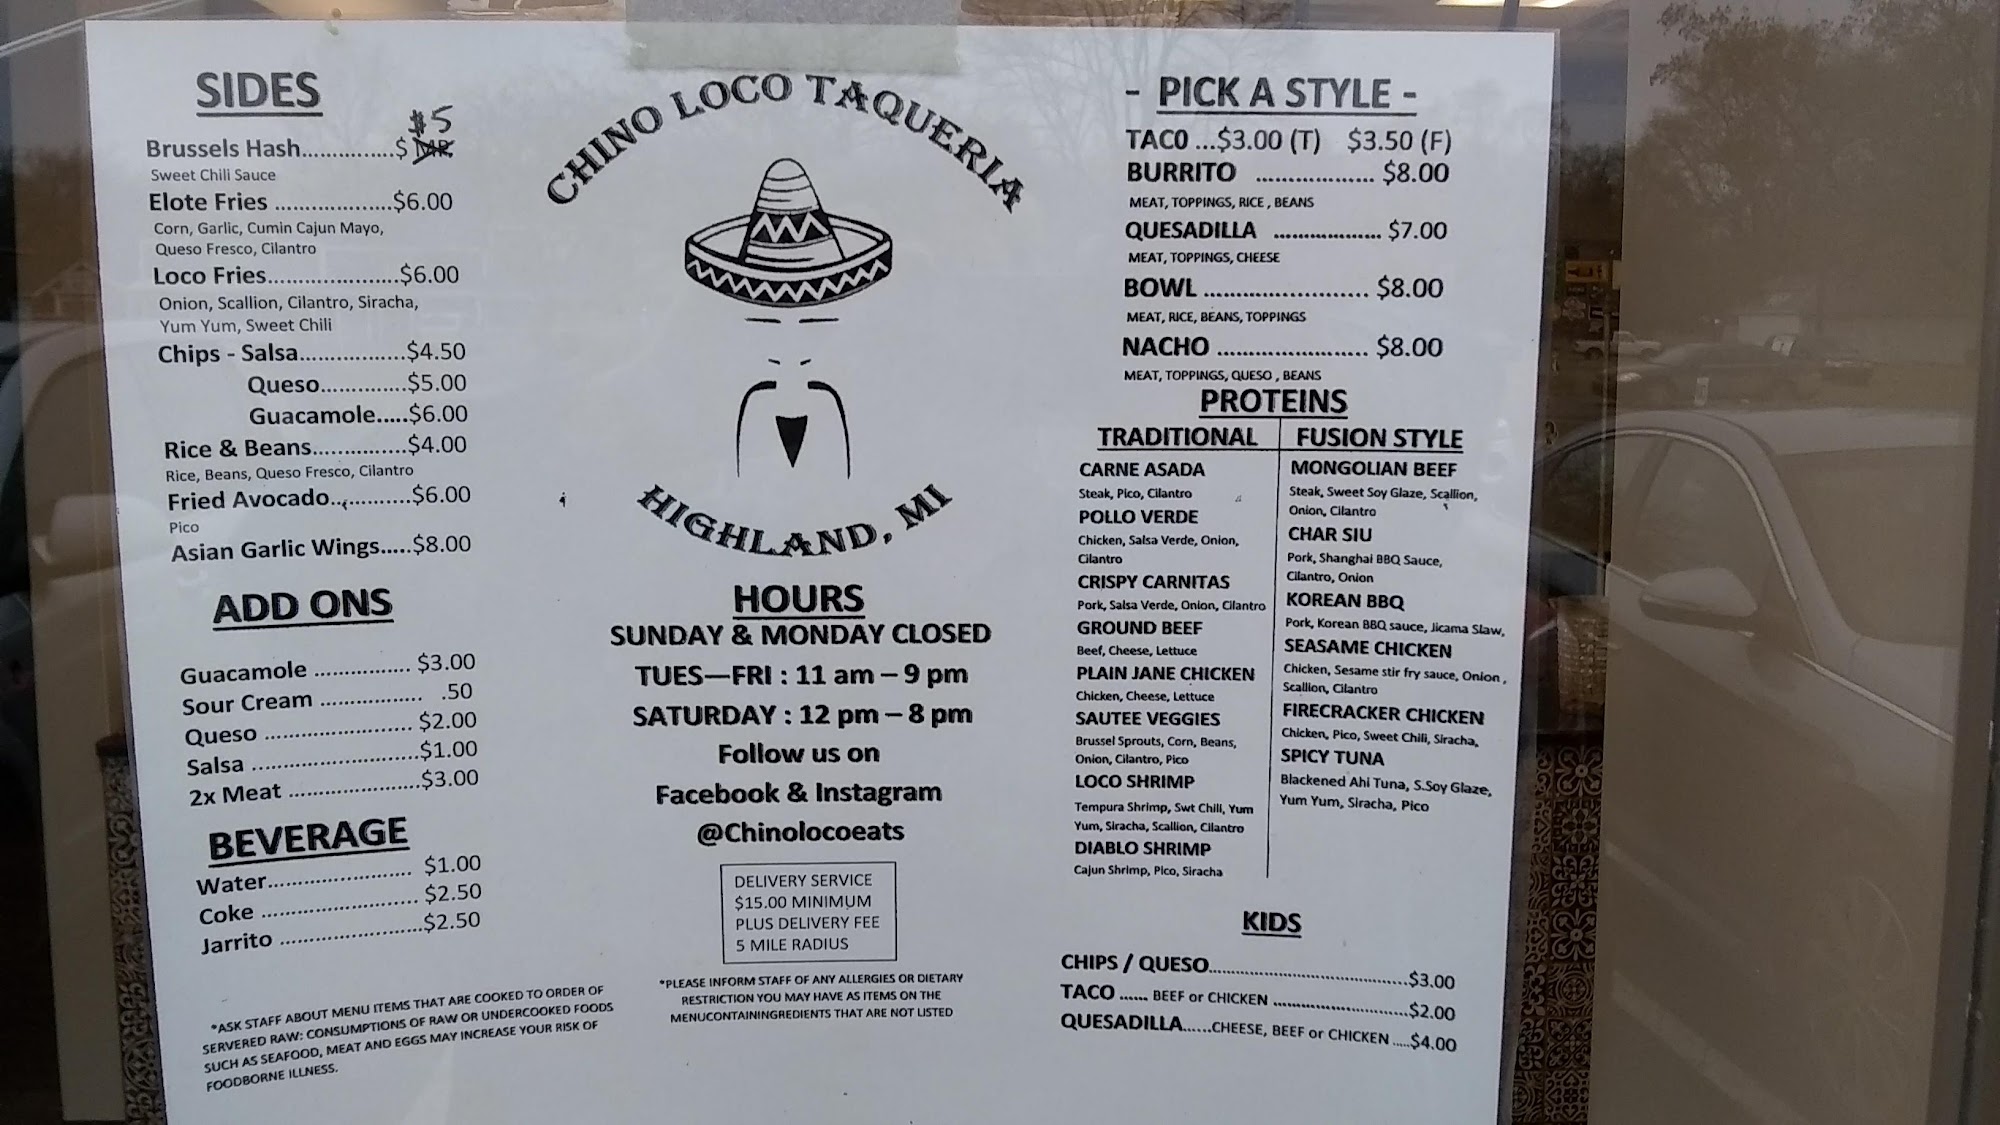 SIDES
#5
Brussels Hash..............$ MP
Sweet Chili Sauce
Elote Fries ....................$6.00
Corn, Garlic, Cumin Cajun Mayo,
Queso Fresco, Cilantro
Loco Fries......................$6.00
Onion, Scallion, Cilantro, Siracha,
Yum Yum, Sweet Chili
Chips - Salsa..................$4.50
Queso..............$5.00
Guacamole.....$6.00
Rice & Beans................$4.00
Rice, Beans, Queso Fresco, Cilantro
Fried Avocado..............$6.00
Pico
Asian Garlic Wings.....$8.00
ADD ONS
Guacamole ................ $3.00
Sour Cream ................. .50
Queso ........................ $2.00
Salsa ...........................$1.00
2x Meat ......................$3.00
BEVERAGE
Water........................ $1.00
Coke .......................... $2.50
Jarrito ........................$2.50
*ASK STAFF ABOUT MENU ITEMS THAT ARE COOKED TO ORDER OF
SERVERED RAW: CONSUMPTIONS OF RAW OR UNDERCOOKED FOODS
SUCH AS SEAFOOD, MEAT AND EGGS MAY INCREASE YOUR RISK OF
FOODBORNE ILLNESS.
CHINO LOCO TAQUERIA
HIGHLAND, MI
HOURS
SUNDAY & MONDAY CLOSED
TUES—FRI : 11 am – 9 pm
SATURDAY : 12 pm – 8 pm
Follow us on
Facebook & Instagram
@Chinolocoeats
DELIVERY SERVICE
$15.00 MINIMUM
PLUS DELIVERY FEE
5 MILE RADIUS
*PLEASE INFORM STAFF OF ANY ALLERGIES OR DIETARY
RESTRICTION YOU MAY HAVE AS ITEMS ON THE
MENUCONTAININGREDIENTS THAT ARE NOT LISTED
- PICK A STYLE -
TACO ...$3.00 (T) $3.50 (F)
BURRITO .................. $8.00
MEAT, TOPPINGS, RICE , BEANS
QUESADILLA .................... $7.00
MEAT, TOPPINGS, CHEESE
BOWL ......................... $8.00
MEAT, RICE, BEANS, TOPPINGS
NACHO ....................... $8.00
MEAT, TOPPINGS, QUESO , BEANS
PROTEINS
TRADITIONAL
CARNE ASADA
Steak, Pico, Cilantro
POLLO VERDE
Chicken, Salsa Verde, Onion,
Cilantro
CRISPY CARNITAS
Pork, Salsa Verde, Onion, Cilantro
GROUND BEEF
Beef, Cheese, Lettuce
PLAIN JANE CHICKEN
Chicken, Cheese, Lettuce
SAUTEE VEGGIES
Brussel Sprouts, Corn, Beans,
Onion, Cilantro, Pico
LOCO SHRIMP
Tempura Shrimp, Swt Chili, Yum
Yum, Siracha, Scallion, Cilantro
DIABLO SHRIMP
Cajun Shrimp, Pico, Siracha
FUSION STYLE
MONGOLIAN BEEF
Steak, Sweet Soy Glaze, Scallion,
Onion, Cilantro
CHAR SIU
Pork, Shanghai BBQ Sauce,
Cilantro, Onion
KOREAN BBQ
Pork, Korean BBQ sauce, Jicama Slaw,
SEASAME CHICKEN
Chicken, Sesame stir fry sauce, Onion ,
Scallion, Cilantro
FIRECRACKER CHICKEN
Chicken, Pico, Sweet Chili, Siracha,
SPICY TUNA
Blackened Ahi Tuna, S.Soy Glaze,
Yum Yum, Siracha, Pico
KIDS
CHIPS / QUESO.....................................$3.00
TACO ...... BEEF or CHICKEN .........................$2.00
QUESADILLA......CHEESE, BEEF or CHICKEN .....$4.00